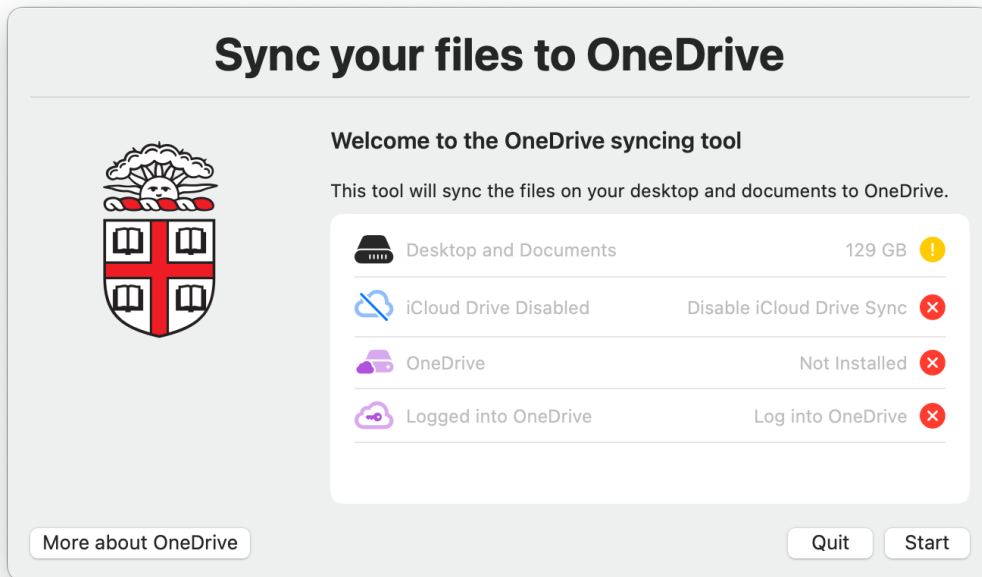 Sync your files to OneDrive
Welcome to the OneDrive syncing tool
This tool will sync the files on your desktop and documents to OneDrive.
Desktop and Documents 129 GB !
iCloud Drive Disabled Disable iCloud Drive Sync
OneDrive Not Installed
Logged into OneDrive Log into OneDrive
More about OneDrive Quit Start